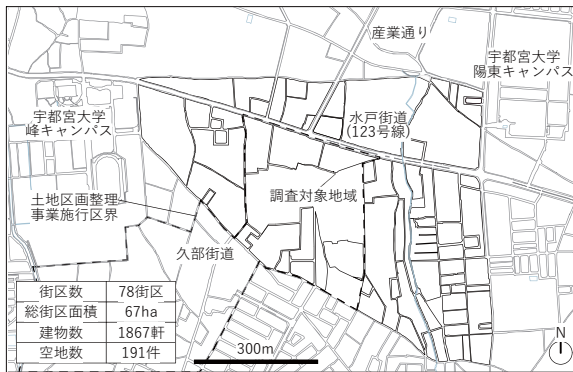 産業通り
宇都宮大学
陽東キャンパス
宇都宮大学
峰キャンパス
水戸街道
(123号線)
土地区画整理
事業施行区界
調査対象地域
久部街道
街区数 78街区
総街区面積 67ha
建物数 1867軒
空地数 191件
300m
N